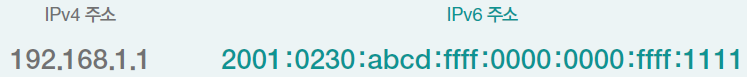 IPv4 주소 IPv6 주소
192.168.1.1 2001:0230:abcd:ffff:0000:0000:ffff:1111